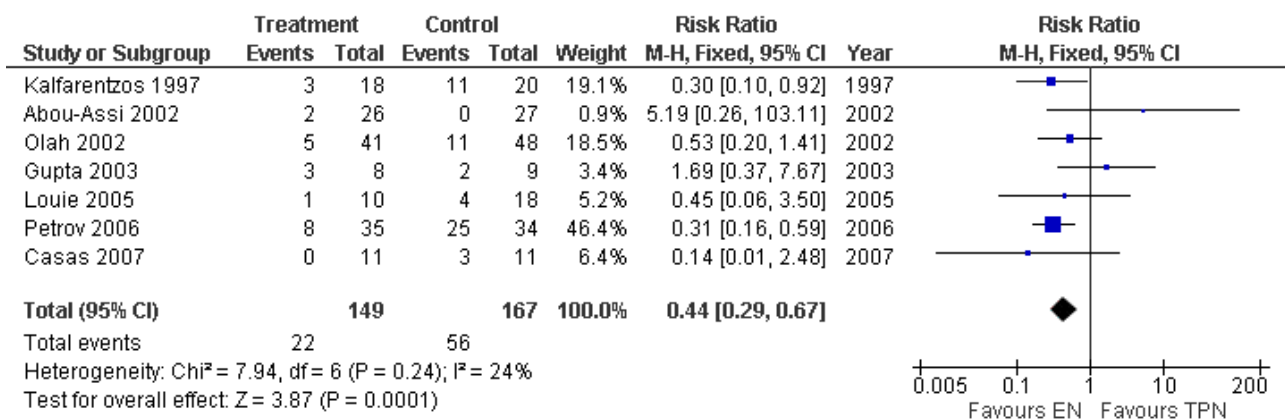 Treatment Control Risk Ratio Risk Ratio
Study or Subgroup Events Total Events Total Weight M-H, Fixed, 95% CI Year M-H, Fixed, 95% CI
Kalfarentzos 1997 3 18 11 20 19.1% 0.30 [0.10, 0.92] 1997
Abou-Assi 2002 2 26 0 27 0.9% 5.19 [0.26, 103.11] 2002
Olah 2002 5 41 11 48 18.5% 0.53 [0.20, 1.41] 2002
Gupta 2003 3 8 2 9 3.4% 1.69 [0.37, 7.67] 2003
Louie 2005 1 10 4 18 5.2% 0.45 [0.06, 3.50] 2005
Petrov 2006 8 35 25 34 46.4% 0.31 [0.16, 0.59] 2006
Casas 2007 0 11 3 11 6.4% 0.14 [0.01, 2.48] 2007
Total (95% CI) 149 167 100.0% 0.44 [0.29, 0.67]
Total events 22 56
Heterogeneity: Chi² = 7.94, df = 6 (P = 0.24); I² = 24%
Test for overall effect: Z = 3.87 (P = 0.0001)
0.005 0.1 1 10 200
Favours EN Favours TPN